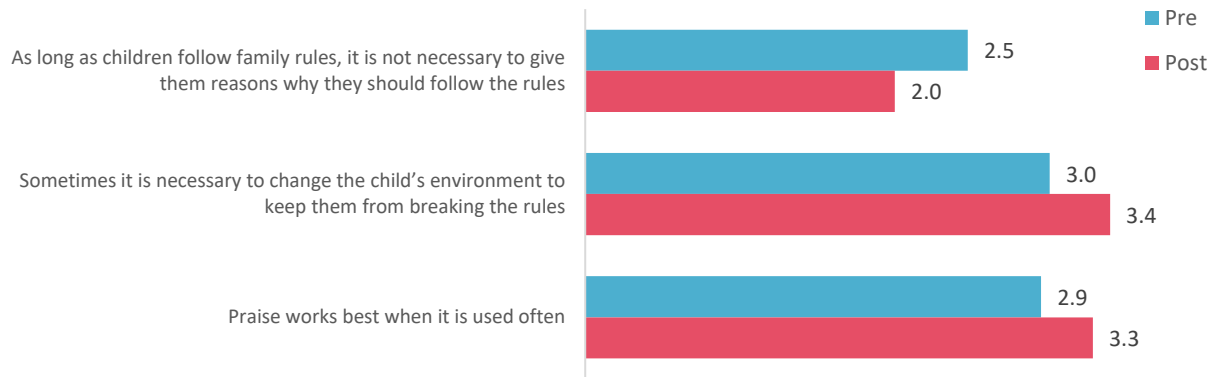 Pre
Post
As long as children follow family rules, it is not necessary to give
them reasons why they should follow the rules
2.5
2.0
Sometimes it is necessary to change the child’s environment to
keep them from breaking the rules
3.0
3.4
Praise works best when it is used often
2.9
3.3